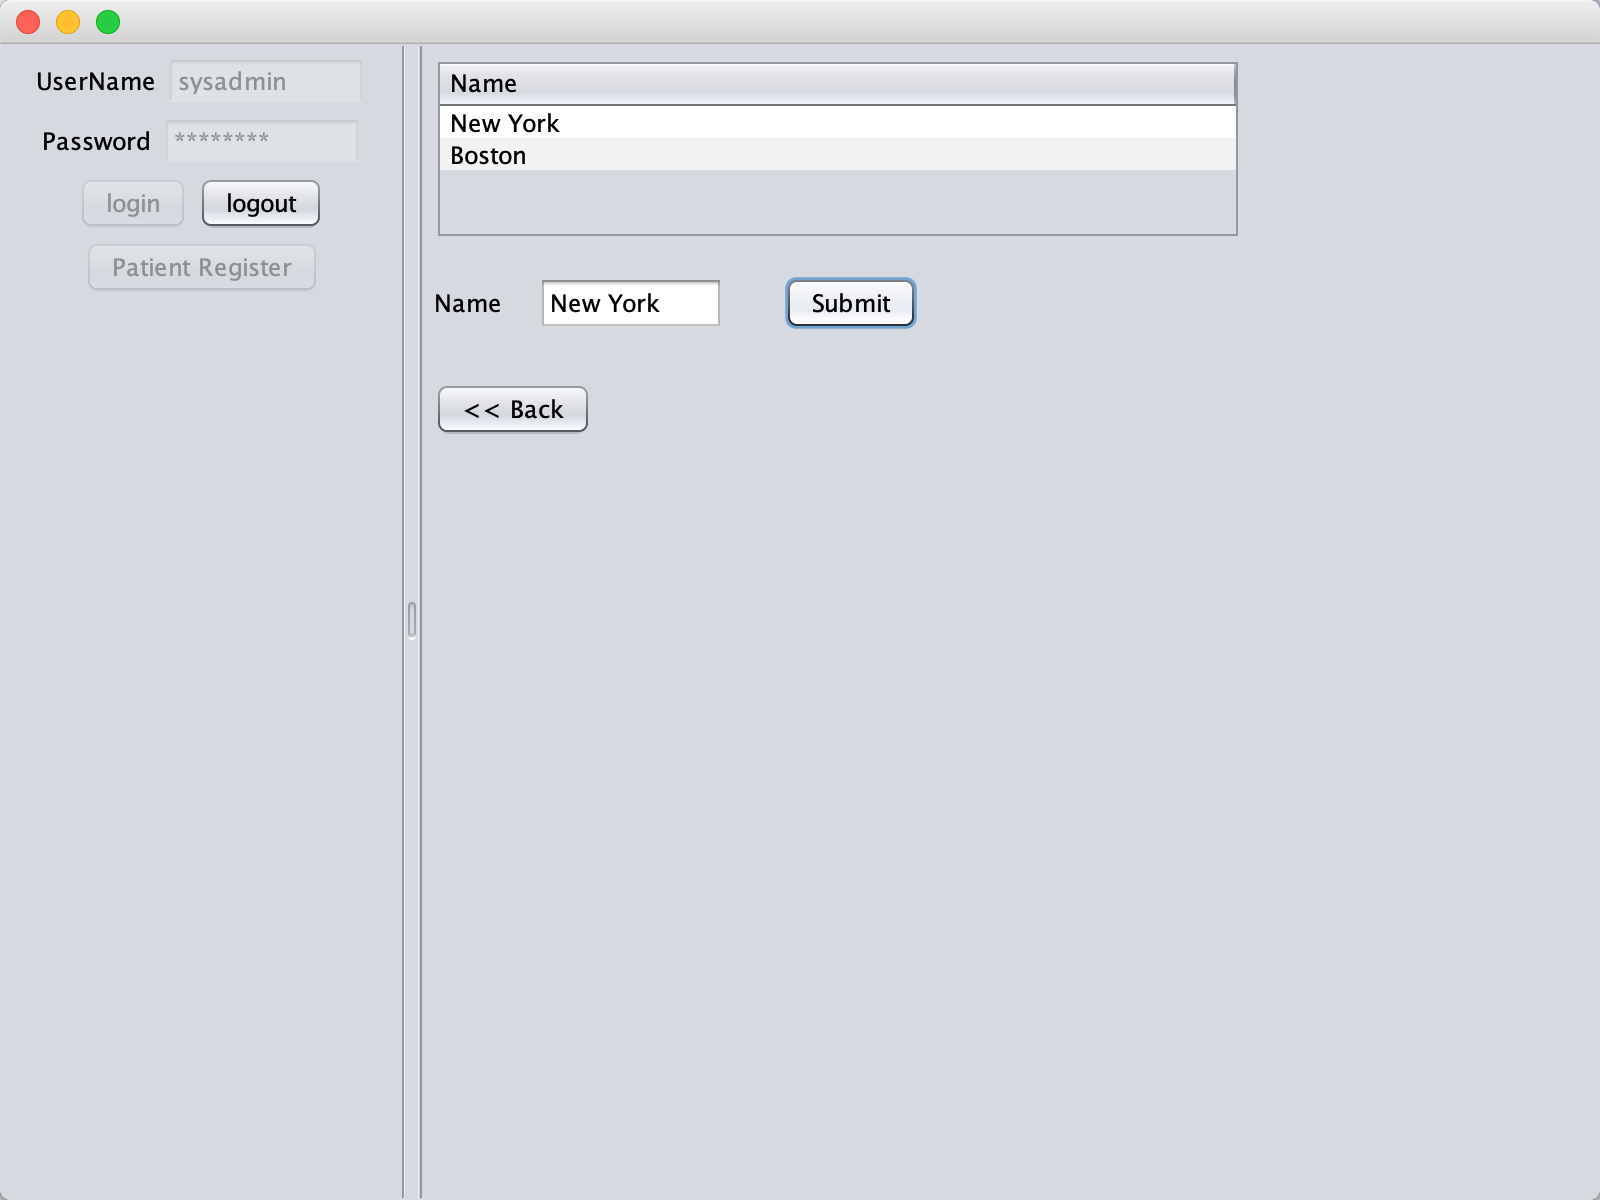 UserName sysadmin
Password ********
login logout
Patient Register
Name
New York
Boston
Name New York Submit
<< Back